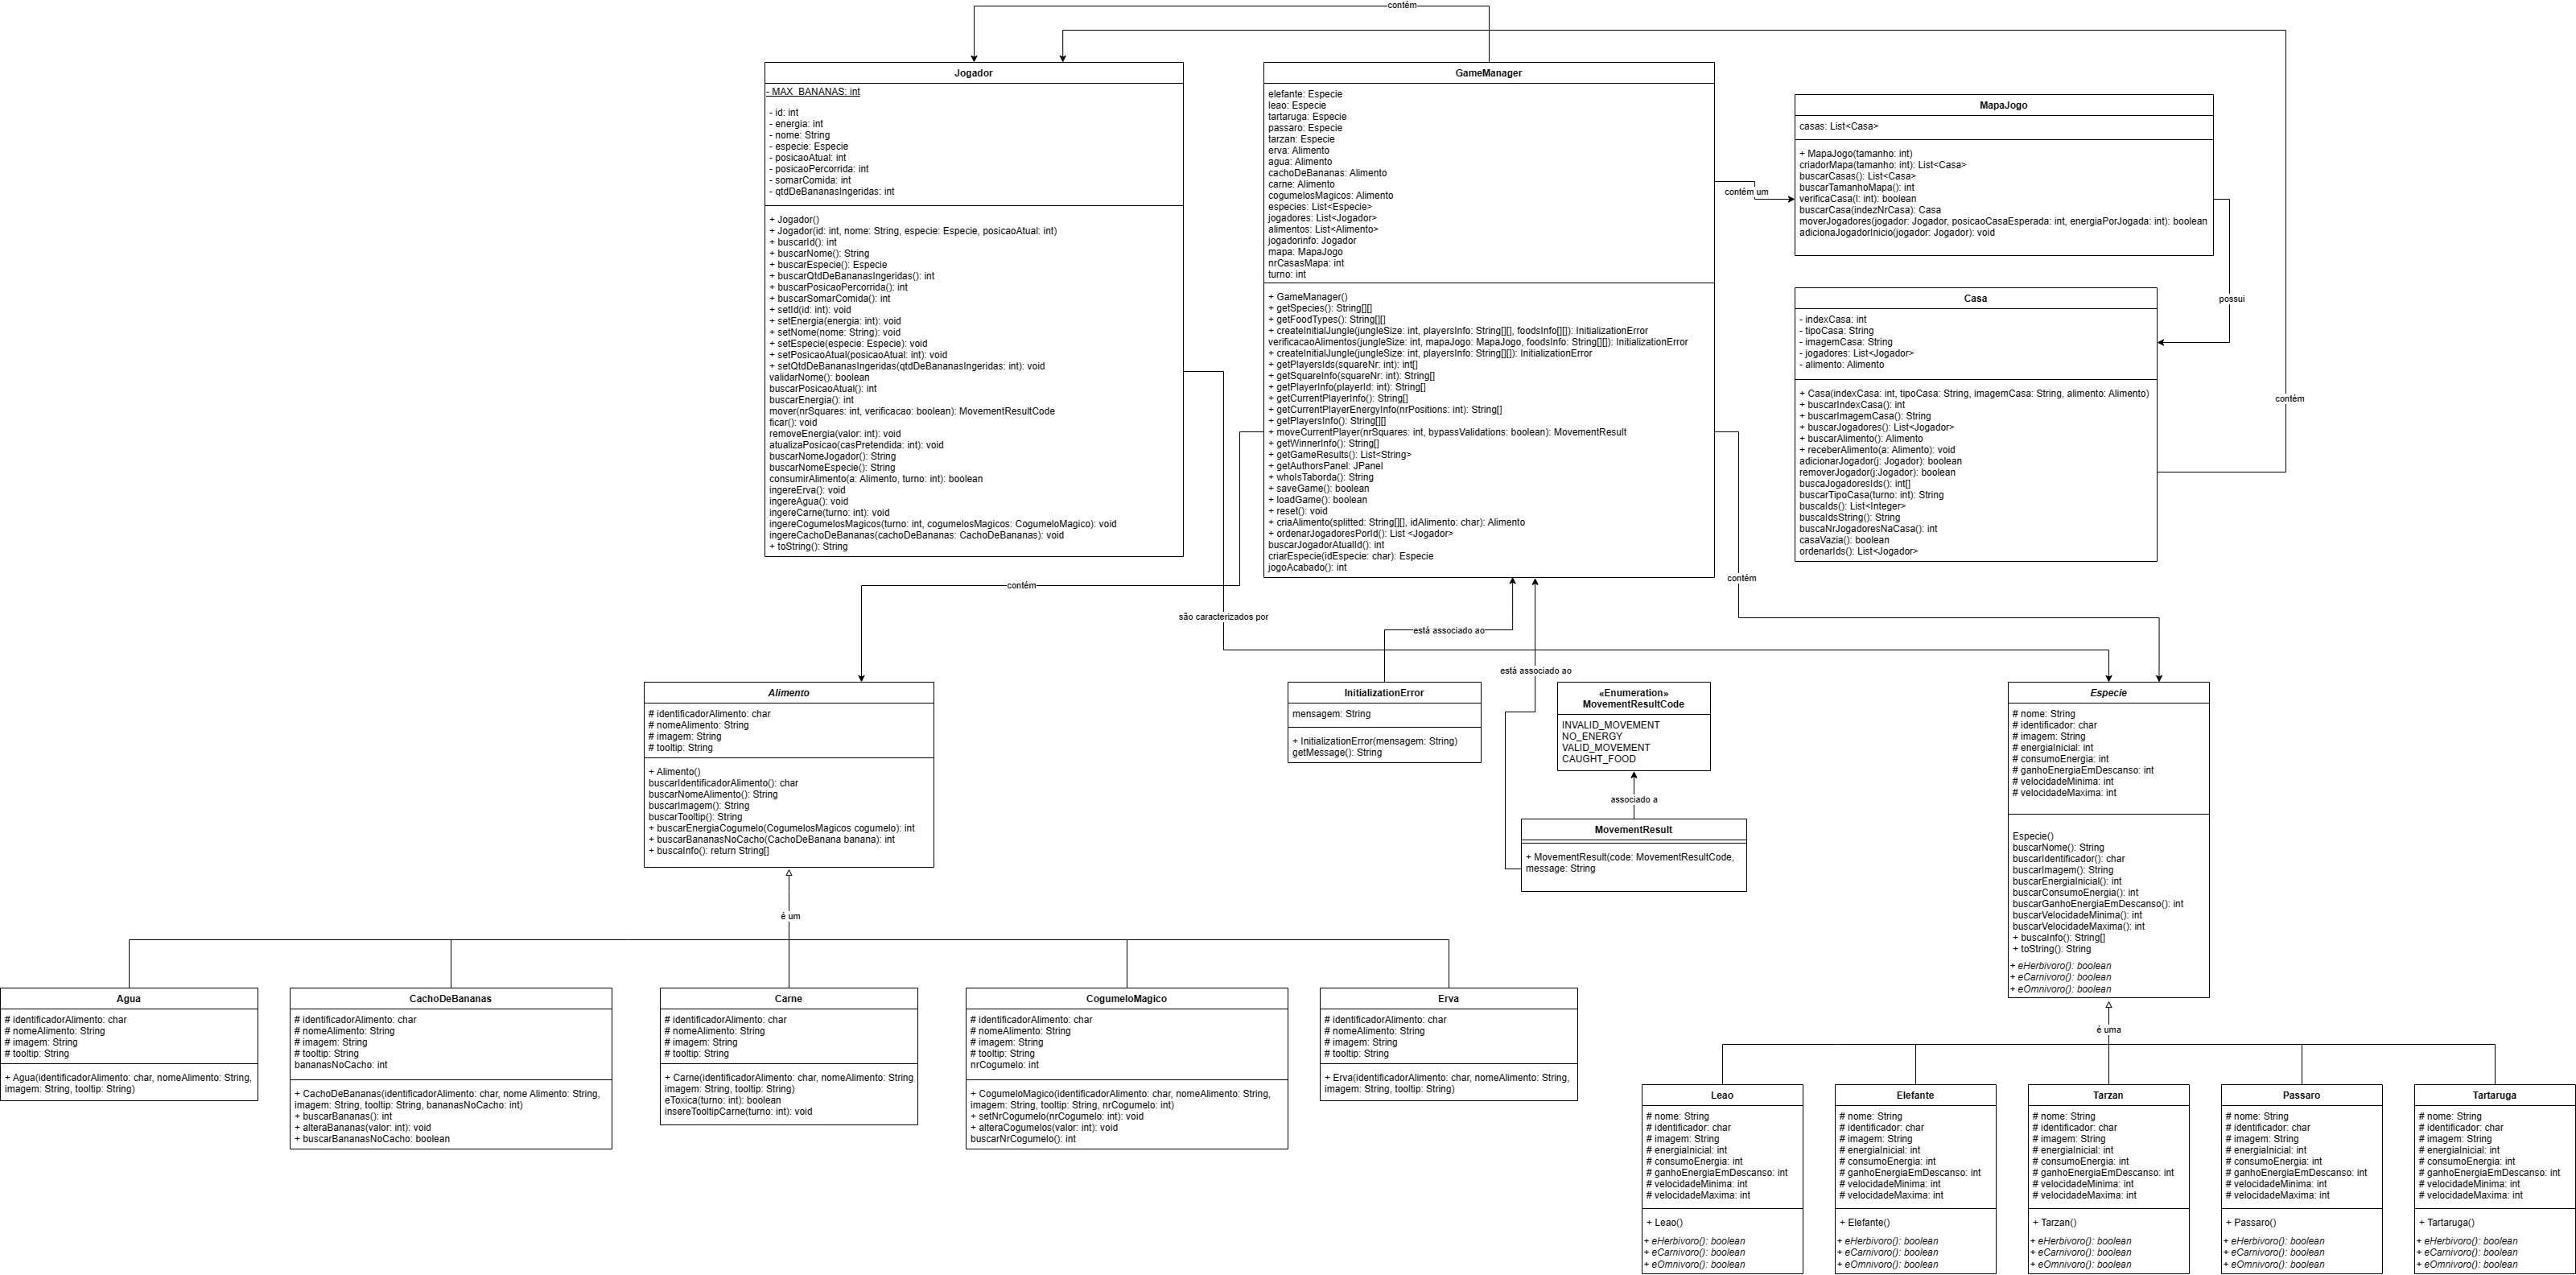 contém
Jogador
- MAX_BANANAS: int
- id: int
- energia: int
- nome: String
- especie: Especie
- posicaoAtual: int
- posicaoPercorrida: int
- somarComida: int
- qtdDeBananasIngeridas: int
+ Jogador()
+ Jogador(id: int, nome: String, especie: Especie, posicaoAtual: int)
+ buscarId(): int
+ buscarNome(): String
+ buscarEspecie(): Especie
+ buscarQtdDeBananasIngeridas(): int
+ buscarPosicaoPercorrida(): int
+ buscarSomarComida(): int
+ setId(id: int): void
+ setEnergia(energia: int): void
+ setNome(nome: String): void
+ setEspecie(especie: Especie): void
+ setPosicaoAtual(posicaoAtual: int): void
+ setQtdDeBananasIngeridas(qtdDeBananasIngeridas: int): void
validarNome(): boolean
buscarPosicaoAtual(): int
buscarEnergia(): int
mover(nrSquares: int, verificacao: boolean): MovementResultCode
ficar(): void
removeEnergia(valor: int): void
atualizaPosicao(casPretendida: int): void
buscarNomeJogador(): String
buscarNomeEspecie(): String
consumirAlimento(a: Alimento, turno: int): boolean
ingereErva(): void
ingereAgua(): void
ingereCarne(turno: int): void
ingereCogumelosMagicos(turno: int, cogumelosMagicos: CogumeloMagico): void
ingereCachoDeBananas(cachoDeBananas: CachoDeBananas): void
+ toString(): String
GameManager
elefante: Especie
leao: Especie
tartaruga: Especie
passaro: Especie
tarzan: Especie
erva: Alimento
agua: Alimento
cachoDeBananas: Alimento
carne: Alimento
cogumelosMagicos: Alimento
especies: List<Especie>
jogadores: List<Jogador>
alimentos: List<Alimento>
jogadorinfo: Jogador
mapa: MapaJogo
nrCasasMapa: int
turno: int
+ GameManager()
+ getSpecies(): String[][]
+ getFoodTypes(): String[][]
+ createInitialJungle(jungleSize: int, playersInfo: String[][], foodsInfo[][]): InitializationError
verificacaoAlimentos(jungleSize: int, mapaJogo: MapaJogo, foodsInfo: String[][]): InitializationError
+ createInitialJungle(jungleSize: int, playersInfo: String[][]): InitializationError
+ getPlayersIds(squareNr: int): int[]
+ getSquareInfo(squareNr: int): String[]
+ getPlayerInfo(playerId: int): String[]
+ getCurrentPlayerInfo(): String[]
+ getCurrentPlayerEnergyInfo(nrPositions: int): String[]
+ getPlayersInfo(): String[][]
+ moveCurrentPlayer(nrSquares: int, bypassValidations: boolean): MovementResult
+ getWinnerInfo(): String[]
+ getGameResults(): List<String>
+ getAuthorsPanel: JPanel
+ whoIsTaborda(): String
+ saveGame(): boolean
+ loadGame(): boolean
+ reset(): void
+ criaAlimento(splitted: String[][], idAlimento: char): Alimento
+ ordenarJogadoresPorId(): List <Jogador>
buscarJogadorAtualId(): int
criarEspecie(idEspecie: char): Especie
jogoAcabado(): int
contém um
MapaJogo
casas: List<Casa>
+ MapaJogo(tamanho: int)
criadorMapa(tamanho: int): List<Casa>
buscarCasas(): List<Casa>
buscarTamanhoMapa(): int
verificaCasa(I: int): boolean
buscarCasa(indezNrCasa): Casa
moverJogadores(jogador: Jogador, posicaoCasaEsperada: int, energiaPorJogada: int): boolean
adicionaJogadorInicio(jogador: Jogador): void
possui
Casa
- indexCasa: int
- tipoCasa: String
- imagemCasa: String
- jogadores: List<Jogador>
- alimento: Alimento
+ Casa(indexCasa: int, tipoCasa: String, imagemCasa: String, alimento: Alimento)
+ buscarIndexCasa(): int
+ buscarImagemCasa(): String
+ buscarJogadores(): List<Jogador>
+ buscarAlimento(): Alimento
+ receberAlimento(a: Alimento): void
adicionarJogador(j: Jogador): boolean
removerJogador(j:Jogador): boolean
buscaJogadoresIds(): int[]
buscarTipoCasa(turno: int): String
buscaIds(): List<Integer>
buscaIdsString(): String
buscaNrJogadoresNaCasa(): int
casaVazia(): boolean
ordenarIds(): List<Jogador>
contém
contém
contém
são caracterizados por
está associado ao
está associado ao
Alimento
# identificadorAlimento: char
# nomeAlimento: String
# imagem: String
# tooltip: String
+ Alimento()
buscarIdentificadorAlimento(): char
buscarNomeAlimento(): String
buscarImagem(): String
buscarTooltip(): String
+ buscarEnergiaCogumelo(CogumelosMagicos cogumelo): int
+ buscarBananasNoCacho(CachoDeBanana banana): int
+ buscaInfo(): return String[]
InitializationError
mensagem: String
+ InitializationError(mensagem: String)
getMessage(): String
«Enumeration»
MovementResultCode
INVALID_MOVEMENT
NO_ENERGY
VALID_MOVEMENT
CAUGHT_FOOD
associado a
MovementResult
+ MovementResult(code: MovementResultCode,
message: String
Especie
# nome: String
# identificador: char
# imagem: String
# energiaInicial: int
# consumoEnergia: int
# ganhoEnergiaEmDescanso: int
# velocidadeMinima: int
# velocidadeMaxima: int
Especie()
buscarNome(): String
buscarIdentificador(): char
buscarImagem(): String
buscarEnergiaInicial(): int
buscarConsumoEnergia(): int
buscarGanhoEnergiaEmDescanso(): int
buscarVelocidadeMinima(): int
buscarVelocidadeMaxima(): int
+ buscaInfo(): String[]
+ toString(): String
+ eHerbivoro(): boolean
+ eCarnivoro(): boolean
+ eOmnivoro(): boolean
é um
é uma
Agua
# identificadorAlimento: char
# nomeAlimento: String
# imagem: String
# tooltip: String
+ Agua(identificadorAlimento: char, nomeAlimento: String,
imagem: String, tooltip: String)
CachoDeBananas
# identificadorAlimento: char
# nomeAlimento: String
# imagem: String
# tooltip: String
bananasNoCacho: int
+ CachoDeBananas(identificadorAlimento: char, nome Alimento: String,
imagem: String, tooltip: String, bananasNoCacho: int)
+ buscarBananas(): int
+ alteraBananas(valor: int): void
+ buscarBananasNoCacho: boolean
Carne
# identificadorAlimento: char
# nomeAlimento: String
# imagem: String
# tooltip: String
+ Carne(identificadorAlimento: char, nomeAlimento: String
imagem: String, tooltip: String)
eToxica(turno: int): boolean
insereTooltipCarne(turno: int): void
CogumeloMagico
# identificadorAlimento: char
# nomeAlimento: String
# imagem: String
# tooltip: String
nrCogumelo: int
+ CogumeloMagico(identificadorAlimento: char, nomeAlimento: String,
imagem: String, tooltip: String, nrCogumelo: int)
+ setNrCogumelo(nrCogumelo: int): void
+ alteraCogumelos(valor: int): void
buscarNrCogumelo(): int
Erva
# identificadorAlimento: char
# nomeAlimento: String
# imagem: String
# tooltip: String
+ Erva(identificadorAlimento: char, nomeAlimento: String,
imagem: String, tooltip: String)
Leao
# nome: String
# identificador: char
# imagem: String
# energiaInicial: int
# consumoEnergia: int
# ganhoEnergiaEmDescanso: int
# velocidadeMinima: int
# velocidadeMaxima: int
+ Leao()
+ eHerbivoro(): boolean
+ eCarnivoro(): boolean
+ eOmnivoro(): boolean
Elefante
# nome: String
# identificador: char
# imagem: String
# energiaInicial: int
# consumoEnergia: int
# ganhoEnergiaEmDescanso: int
# velocidadeMinima: int
# velocidadeMaxima: int
+ Elefante()
+ eHerbivoro(): boolean
+ eCarnivoro(): boolean
+ eOmnivoro(): boolean
Tarzan
# nome: String
# identificador: char
# imagem: String
# energiaInicial: int
# consumoEnergia: int
# ganhoEnergiaEmDescanso: int
# velocidadeMinima: int
# velocidadeMaxima: int
+ Tarzan()
+ eHerbivoro(): boolean
+ eCarnivoro(): boolean
+ eOmnivoro(): boolean
Passaro
# nome: String
# identificador: char
# imagem: String
# energiaInicial: int
# consumoEnergia: int
# ganhoEnergiaEmDescanso: int
# velocidadeMinima: int
# velocidadeMaxima: int
+ Passaro()
+ eHerbivoro(): boolean
+ eCarnivoro(): boolean
+ eOmnivoro(): boolean
Tartaruga
# nome: String
# identificador: char
# imagem: String
# energiaInicial: int
# consumoEnergia: int
# ganhoEnergiaEmDescanso: int
# velocidadeMinima: int
# velocidadeMaxima: int
+ Tartaruga()
+ eHerbivoro(): boolean
+ eCarnivoro(): boolean
+ eOmnivoro(): boolean